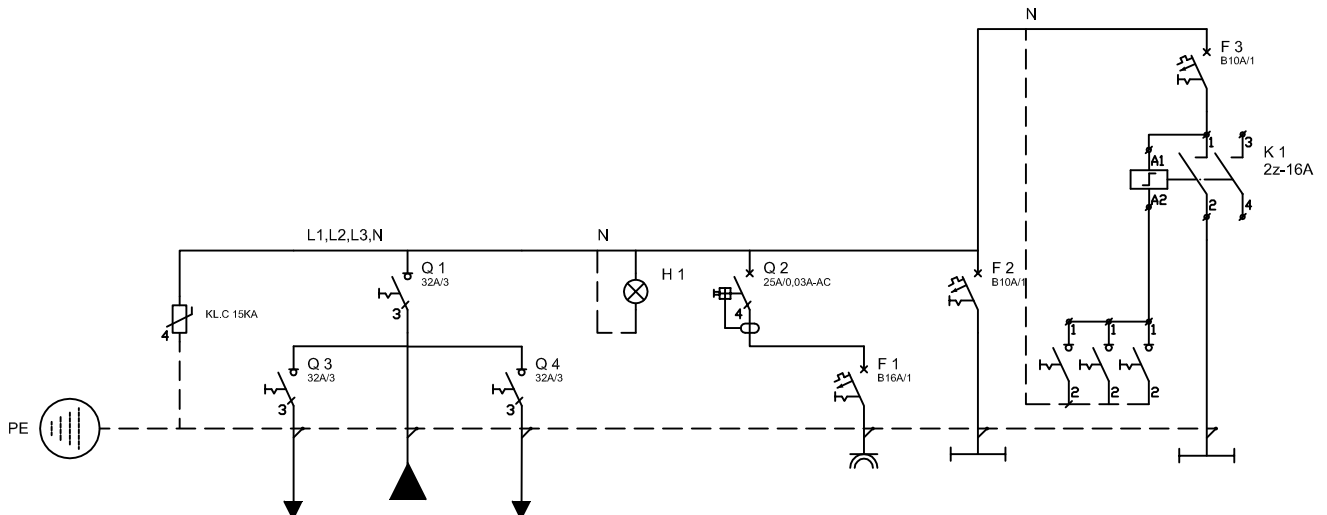 N
F 3
B10A/1
1
3
K 1
2z-16A
A1
A2
2
4
L1,L2,L3,N
N
Q 1
32A/3
3
H 1
Q 2
25A/0,03A-AC
4
F 2
B10A/1
KL.C 15KA
4
Q 3
32A/3
3
Q 4
32A/3
3
F 1
B16A/1
1
1
1
2
2
2
PE